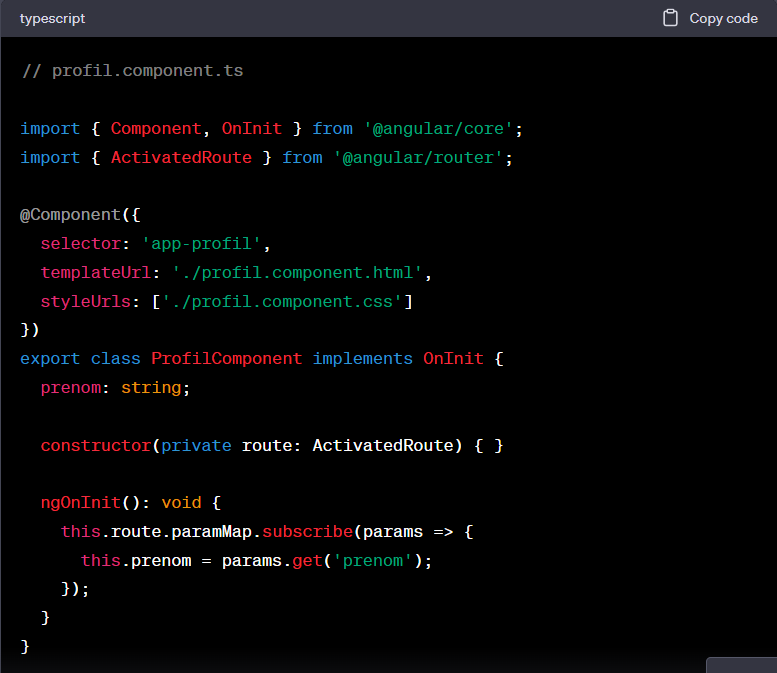 typescript
Copy code
// profil.component.ts
import { Component, OnInit } from '@angular/core';
import { ActivatedRoute } from '@angular/router';
@Component({
  selector: 'app-profil',
  templateUrl: './profil.component.html',
  styleUrls: ['./profil.component.css']
})
export class ProfilComponent implements OnInit {
  prenom: string;
  constructor(private route: ActivatedRoute) { }
  ngOnInit(): void {
    this.route.paramMap.subscribe(params => {
      this.prenom = params.get('prenom');
    });
  }
}